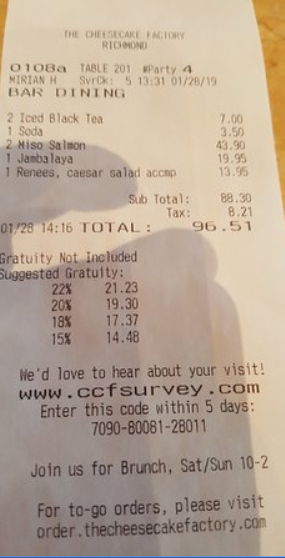 THE CHEESECAKE FACTORY
RICHMOND
0108a TABLE 201 #Party 4
MIRIAN H SvrCk: 5 13:31 01/28/19
BAR DINING
2 Iced Black Tea 7.00
1 Soda 3.50
2 Miso Salmon 43.90
1 Jambalaya 19.95
1 Renees, caesar salad accmp 13.95
Sub Total: 88.30
Tax: 8.21
01/28 14:16 TOTAL: 96.51
Gratuity Not Included
Suggested Gratuity:
22% 21.23
20% 19.30
18% 17.37
15% 14.48
We'd love to hear about your visit!
www.ccfsurvey.com
Enter this code within 5 days:
7090-80081-28011
Join us for Brunch, Sat/Sun 10-2
For to-go orders, please visit
order.thecheesecakefactory.com